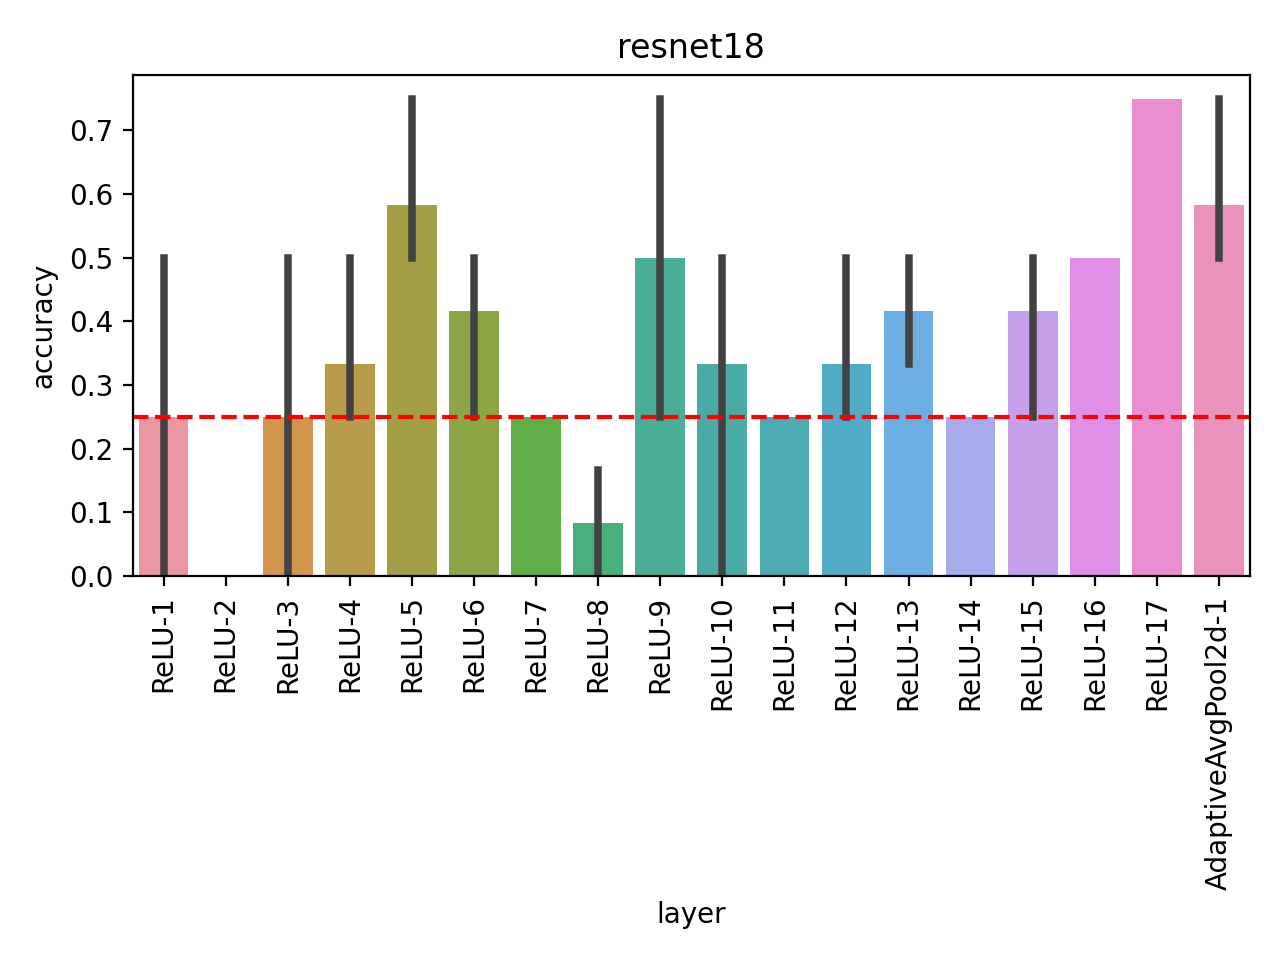 resnet18
accuracy
0.7
0.6
0.5
0.4
0.3
0.2
0.1
0.0
ReLU-1
ReLU-2
ReLU-3
ReLU-4
ReLU-5
ReLU-6
ReLU-7
ReLU-8
ReLU-9
ReLU-10
ReLU-11
ReLU-12
ReLU-13
ReLU-14
ReLU-15
ReLU-16
ReLU-17
AdaptiveAvgPool2d-1
layer